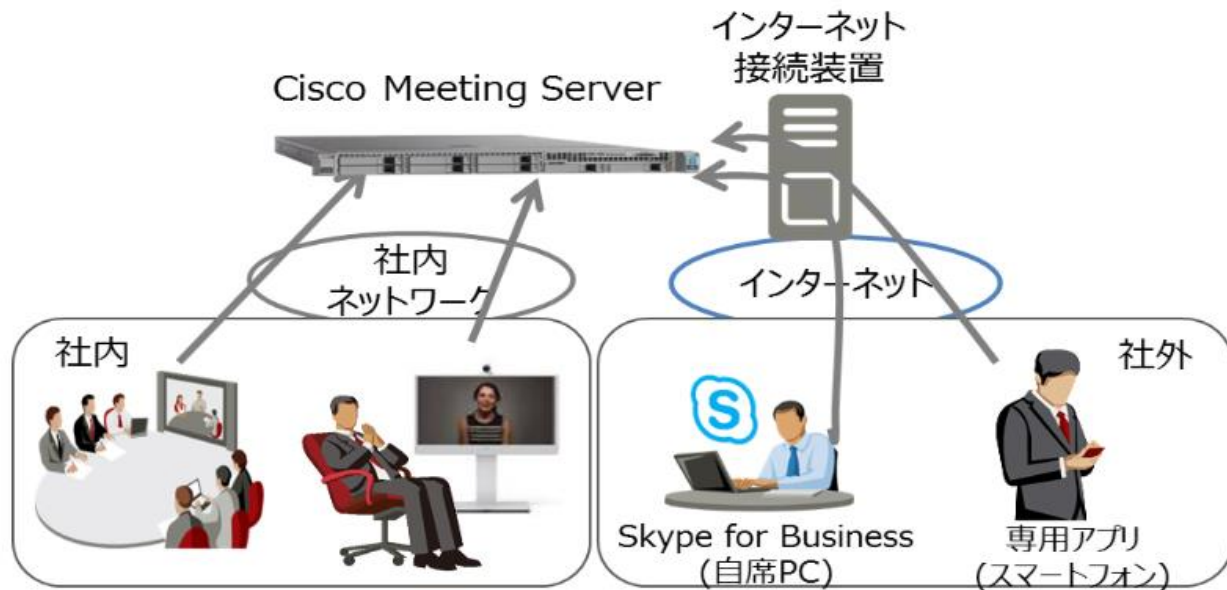 インターネット
接続装置
Cisco Meeting Server
社内
ネットワーク
インターネット
社内
社外
S
Skype for Business
(自席PC)
専用アプリ
(スマートフォン)